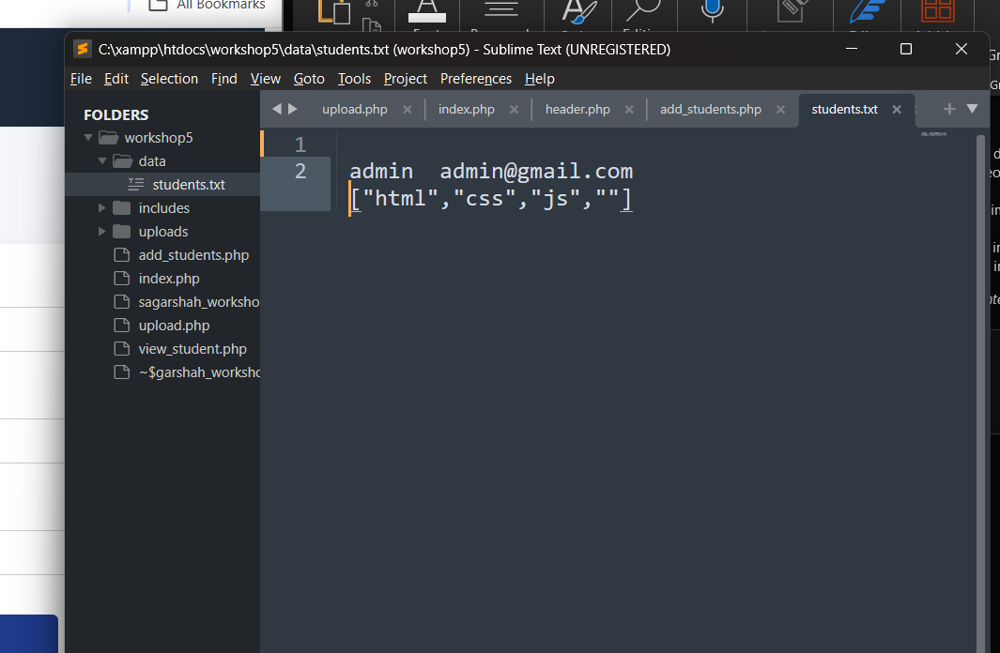 All Bookmarks
C:\xampp\htdocs\workshop5\data\students.txt (workshop5) - Sublime Text (UNREGISTERED)
File Edit Selection Find View Goto Tools Project Preferences Help
FOLDERS
workshop5
data
students.txt
includes
uploads
add_students.php
index.php
sagarshah_worksho
upload.php
view_student.php
~$garshah_worksho
upload.php index.php header.php add_students.php students.txt
1
2 admin admin@gmail.com
["html","css","js",""]